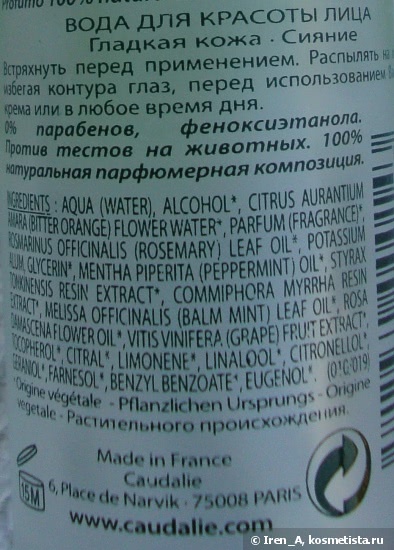 Profumo 100%
ВОДА ДЛЯ КРАСОТЫ ЛИЦА
Гладкая кожа - Сияние
Встряхнуть перед применением. Распылять на
избегая контура глаз, перед использованием
крема или в любое время дня.
0% парабенов, феноксиэтанола.
Против тестов на животных. 100%
натуральная парфюмерная композиция.
INGREDIENTS : AQUA (WATER), ALCOHOL*, CITRUS AURANTIUM
AMARA (BITTER ORANGE) FLOWER WATER*, PARFUM (FRAGRANCE)*,
ROSMARINUS OFFICINALIS (ROSEMARY) LEAF OIL*, POTASSIUM
ALUM, GLYCERIN*, MENTHA PIPERITA (PEPPERMINT) OIL*, STYRAX
TONKINENSIS RESIN EXTRACT*, COMMIPHORA MYRRHA RESIN
EXTRACT*, MELISSA OFFICINALIS (BALM MINT) LEAF OIL*, ROSA
DAMASCENA FLOWER OIL*, VITIS VINIFERA (GRAPE) FRUIT EXTRACT,
TOCOPHEROL*, CITRAL*, LIMONENE*, LINALOOL*, CITRONELLOL*,
GERANIOL*, FARNESOL*, BENZYL BENZOATE*, EUGENOL*.
*Origine végétale - Pflanzlichen Ursprungs - Origine
vegetale - Растительного происхождения.
15M
Made in France
Caudalie
6, Place de Narvik - 75008 PARIS
www.caudalie.com
© Iren_A, kosmetista.ru